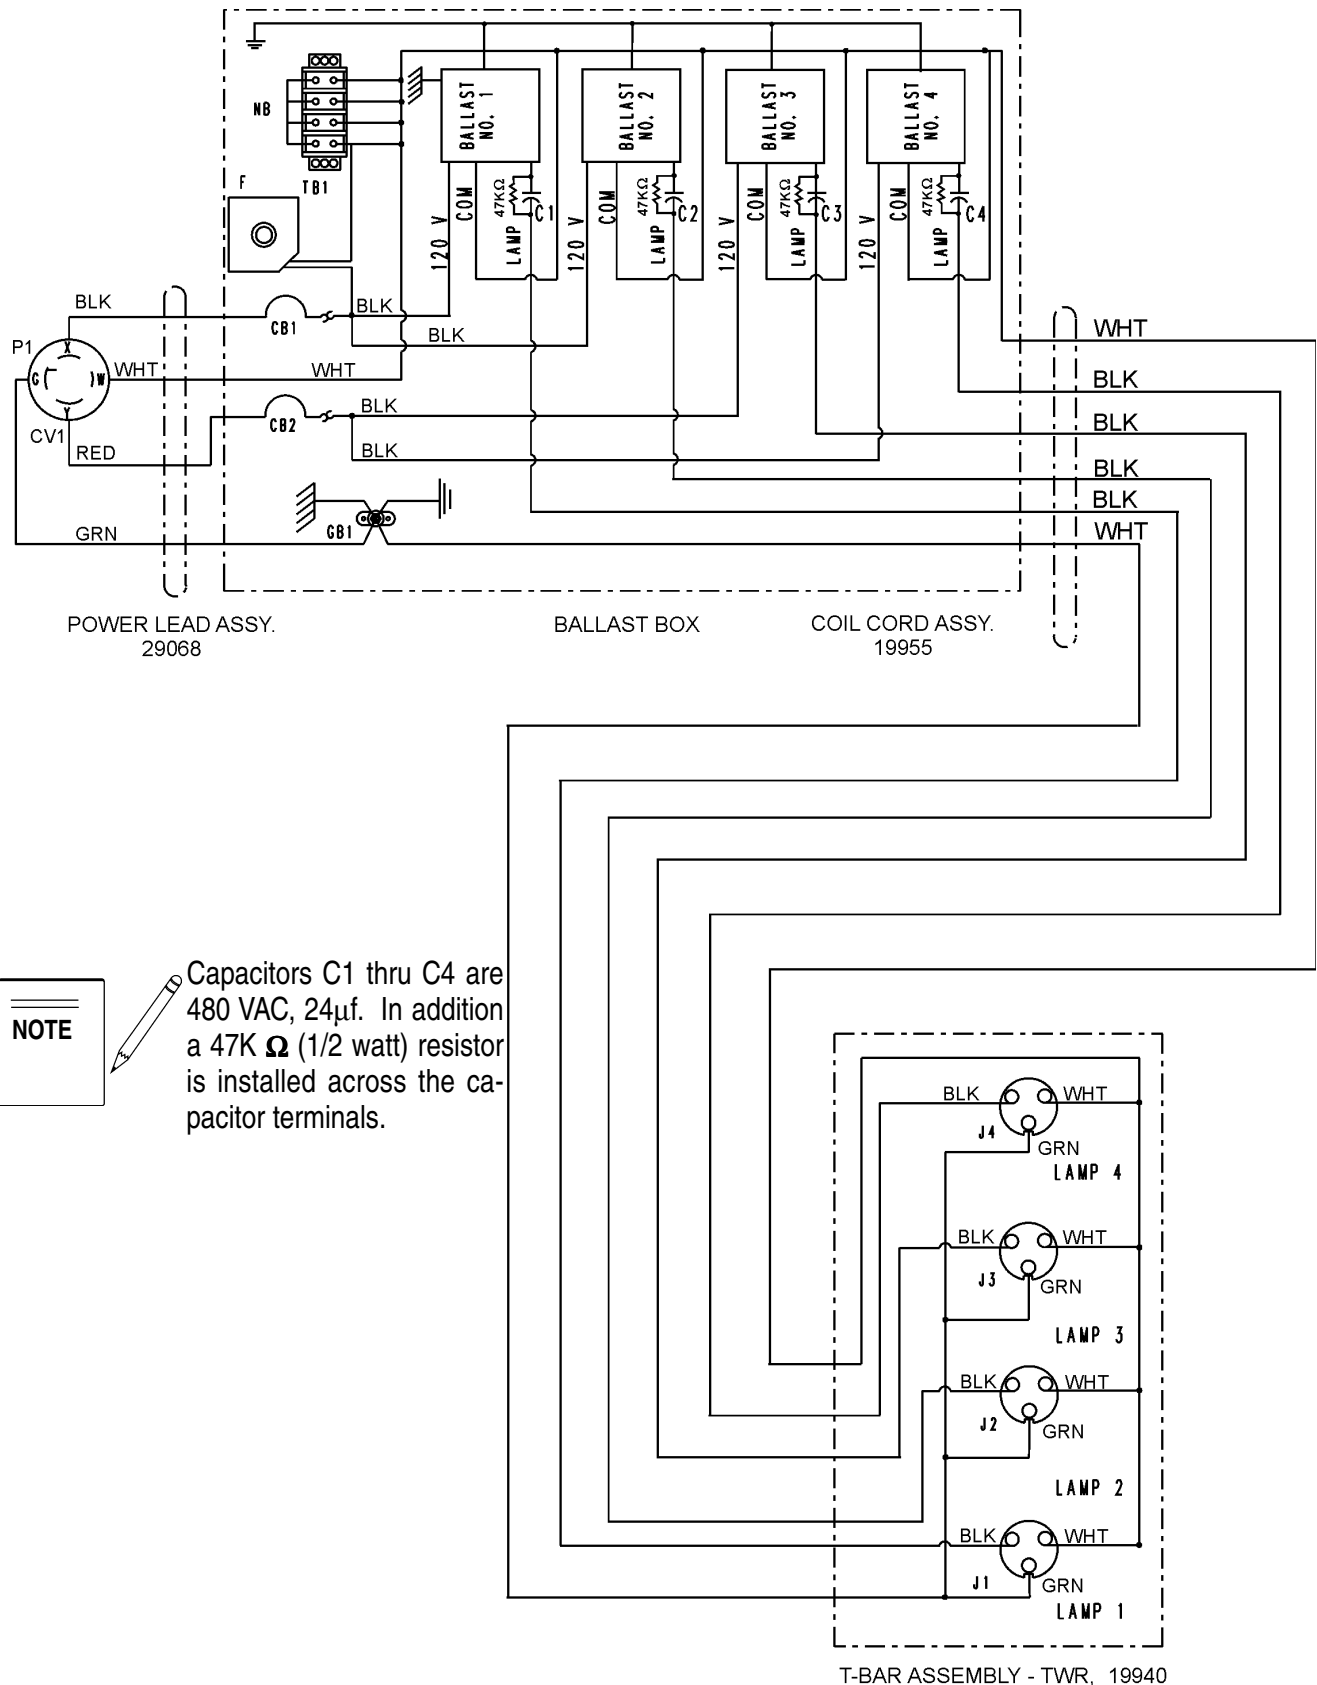 NB
TB1
F
BALLAST
NO. 1
BALLAST
NO. 2
BALLAST
NO. 3
BALLAST
NO. 4
120 V
COM
47KΩ
C1
LAMP
120 V
COM
47KΩ
C2
LAMP
120 V
COM
47KΩ
C3
LAMP
120 V
COM
47KΩ
C4
LAMP
BLK
CB1
BLK
BLK
P1
X
G
W
Y
WHT
WHT
CV1
RED
CB2
BLK
BLK
GRN
GB1
WHT
BLK
BLK
BLK
BLK
WHT
POWER LEAD ASSY.
29068
BALLAST BOX
COIL CORD ASSY.
19955
NOTE
Capacitors C1 thru C4 are
480 VAC, 24µf. In addition
a 47K Ω (1/2 watt) resistor
is installed across the ca-
pacitor terminals.
BLK
WHT
J4
GRN
LAMP 4
BLK
WHT
J3
GRN
LAMP 3
BLK
WHT
J2
GRN
LAMP 2
BLK
WHT
J1
GRN
LAMP 1
T-BAR ASSEMBLY - TWR, 19940